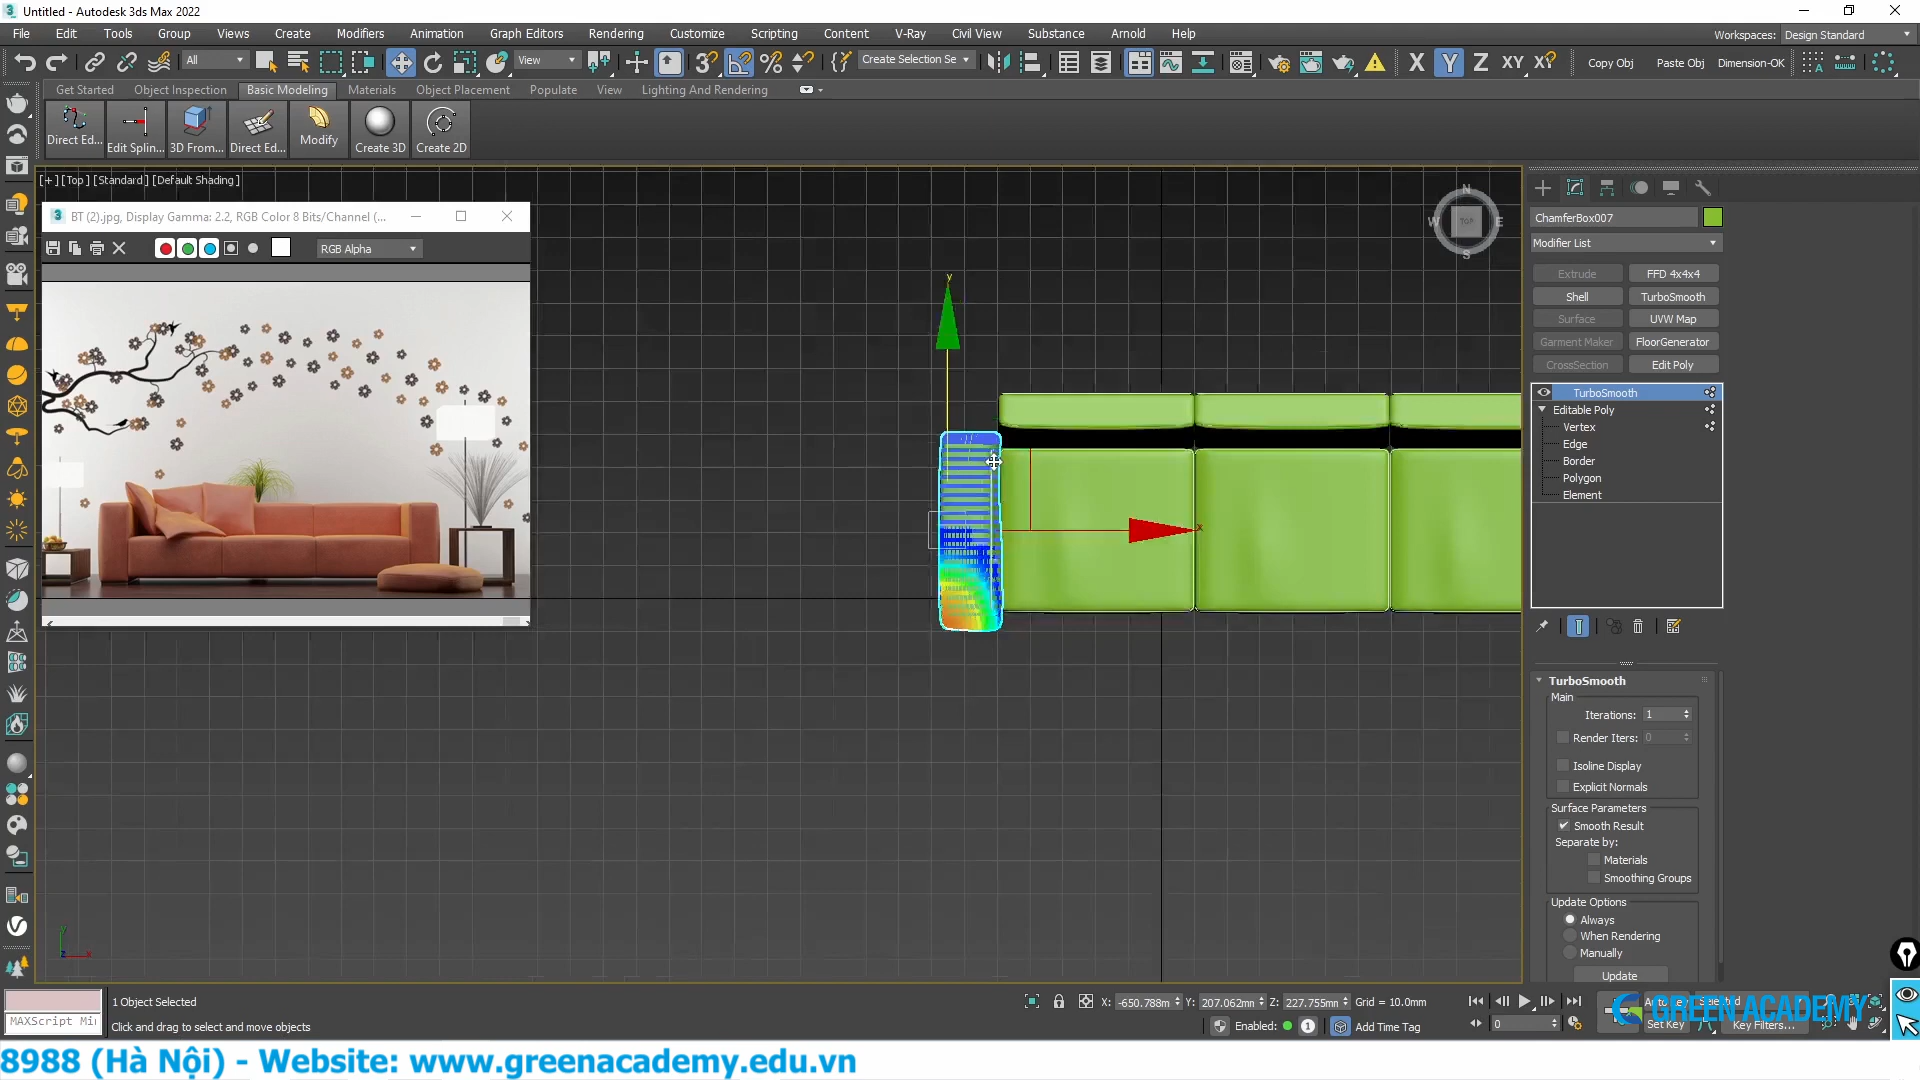 Untitled - Autodesk 3ds Max 2022
File Edit Tools Group Views Create Modifiers Animation Graph Editors Rendering Customize Scripting Content V-Ray Civil View Substance Arnold Help
Workspaces: Design Standard
All View Create Selection Se X Y Z XY Copy Obj Paste Obj Dimension-OK
Get Started Object Inspection Basic Modeling Materials Object Placement Populate View Lighting And Rendering
Direct Ed... Edit Splin... 3D From... Direct Ed... Modify Create 3D Create 2D
[+] [Top] [Standard] [Default Shading]
BT (2).jpg, Display Gamma: 2.2, RGB Color 8 Bits/Channel (...
RGB Alpha
N
W TOP E
S
y
x
ChamferBox007
Modifier List
Extrude FFD 4x4x4
Shell TurboSmooth
Surface UVW Map
Garment Maker FloorGenerator
CrossSection Edit Poly
TurboSmooth
Editable Poly
Vertex
Edge
Border
Polygon
Element
TurboSmooth
Main
Iterations: 1
Render Iters: 0
Isoline Display
Explicit Normals
Surface Parameters
Smooth Result
Separate by:
Materials
Smoothing Groups
Update Options
Always
When Rendering
Manually
Update
1 Object Selected
X: -650.788m Y: 207.062mm Z: 227.755mm Grid = 10.0mm
MAXScript Mi
Click and drag to select and move objects
Enabled: 1 Add Time Tag
0
Set Key Key Filters...
GREEN ACADEMY
8988 (Hà Nội) - Website: www.greenacademy.edu.vn